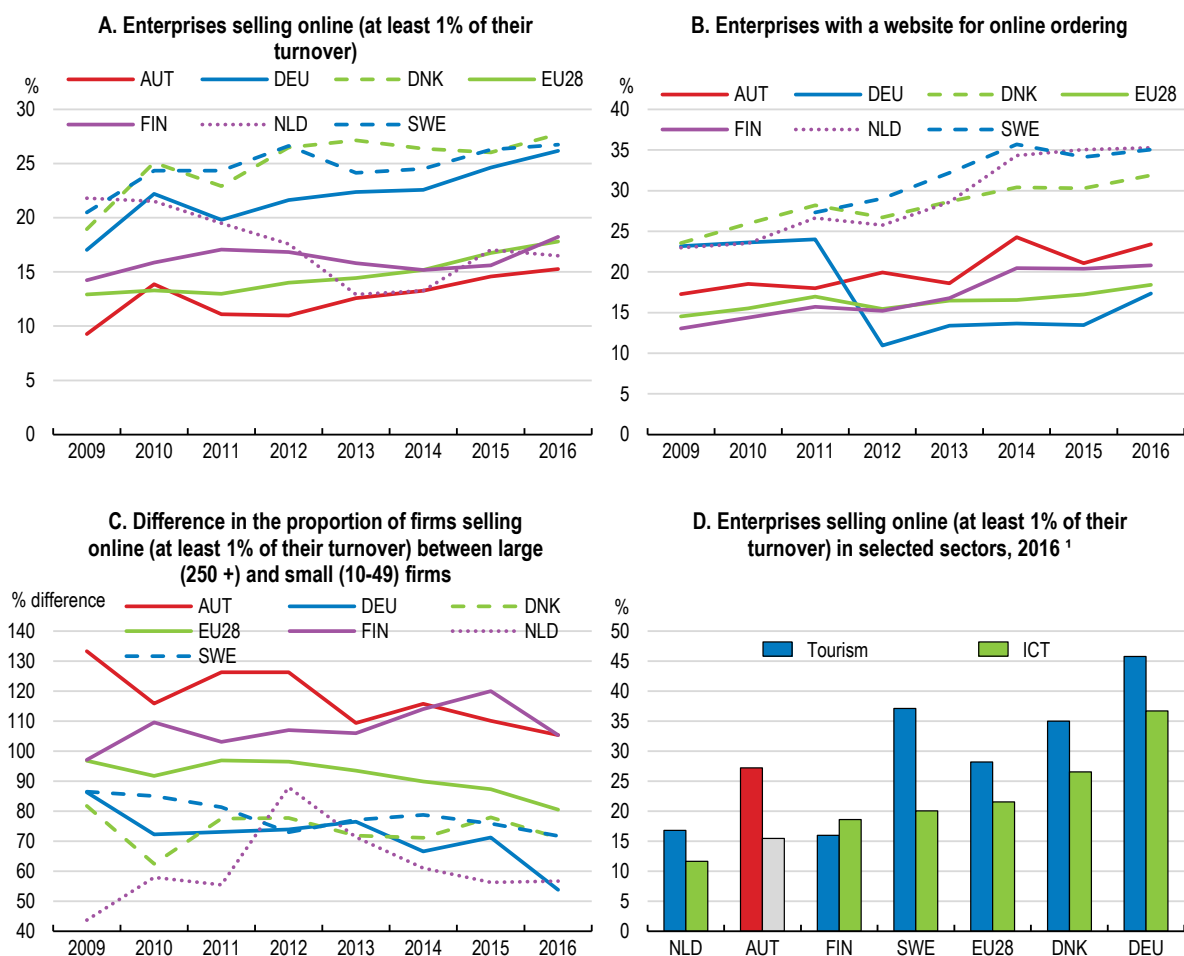 A. Enterprises selling online (at least 1% of their
turnover)
%
AUT DEU DNK EU28
FIN NLD SWE
30
25
20
15
10
5
0
2009 2010 2011 2012 2013 2014 2015 2016
B. Enterprises with a website for online ordering
%
AUT DEU DNK EU28
FIN NLD SWE
40
35
30
25
20
15
10
5
0
2009 2010 2011 2012 2013 2014 2015 2016
C. Difference in the proportion of firms selling
online (at least 1% of their turnover) between large
(250 +) and small (10-49) firms
% difference
AUT DEU DNK
EU28 FIN NLD
SWE
140
130
120
110
100
90
80
70
60
50
40
2009 2010 2011 2012 2013 2014 2015 2016
D. Enterprises selling online (at least 1% of their
turnover) in selected sectors, 2016 ¹
%
Tourism ICT
50
45
40
35
30
25
20
15
10
5
0
NLD AUT FIN SWE EU28 DNK DEU